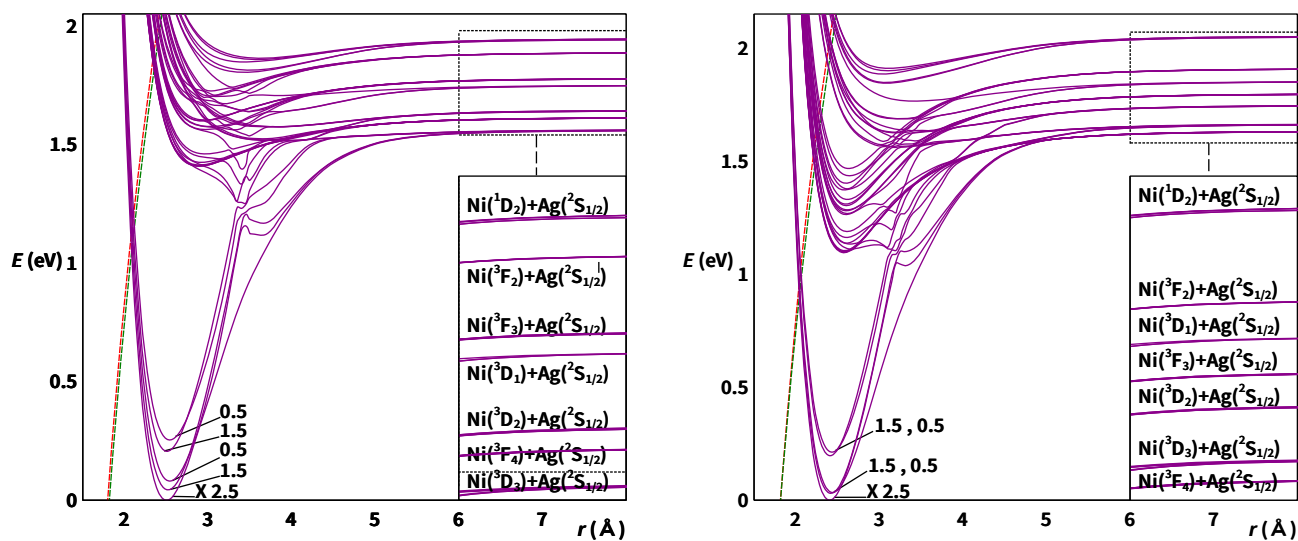 2
1.5
1
0.5
0
E (eV)
2 3 4 5 6 7
r (Å)
0.5
1.5
0.5
1.5
X 2.5
Ni(¹D₂)+Ag(²S₁/₂)
Ni(³F₂)+Ag(²S₁/₂)
Ni(³F₃)+Ag(²S₁/₂)
Ni(³D₁)+Ag(²S₁/₂)
Ni(³D₂)+Ag(²S₁/₂)
Ni(³F₄)+Ag(²S₁/₂)
Ni(³D₃)+Ag(²S₁/₂)
2
1.5
1
0.5
0
E (eV)
2 3 4 5 6 7
r (Å)
1.5 , 0.5
1.5 , 0.5
X 2.5
Ni(¹D₂)+Ag(²S₁/₂)
Ni(³F₂)+Ag(²S₁/₂)
Ni(³D₁)+Ag(²S₁/₂)
Ni(³F₃)+Ag(²S₁/₂)
Ni(³D₂)+Ag(²S₁/₂)
Ni(³D₃)+Ag(²S₁/₂)
Ni(³F₄)+Ag(²S₁/₂)